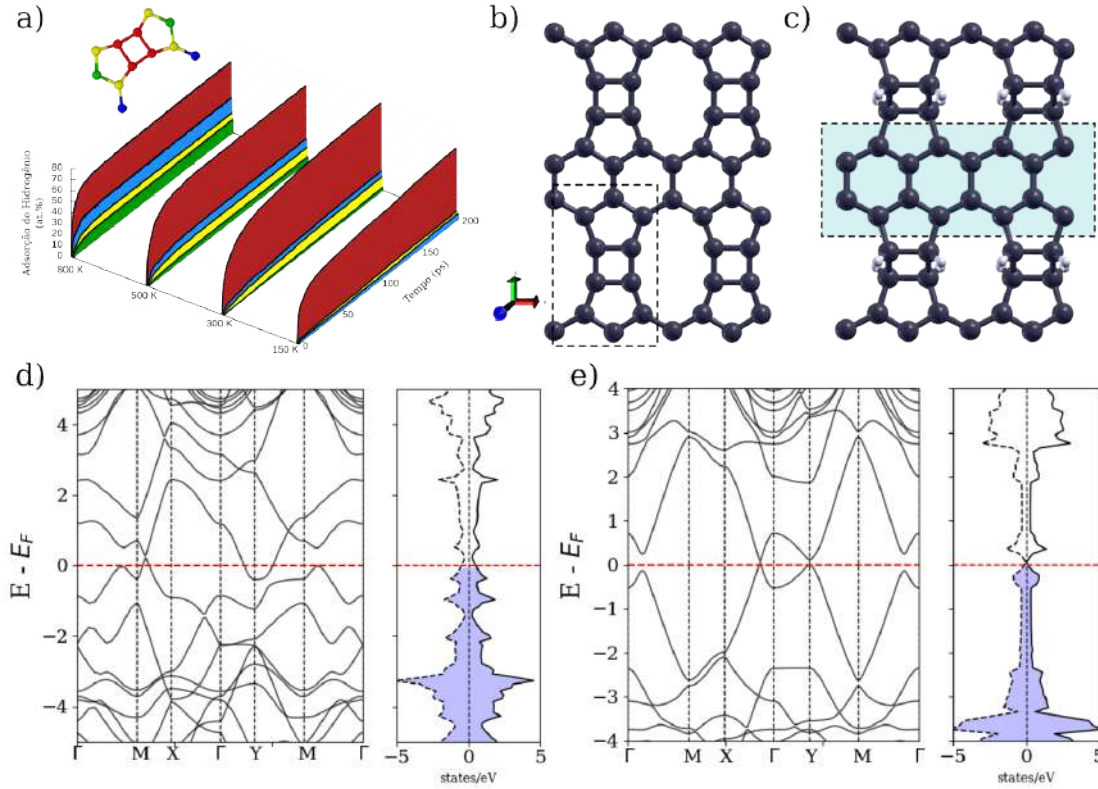 a)
b)
c)
Adsorção de Hidrogênio
(at.%)
80
70
60
50
40
30
20
10
0
800 K
500 K
300 K
150 K
0
50
100
150
200
Tempo (ps)
d)
e)
E - E_F
4
2
0
−2
−4
Γ M X Γ Y M Γ
−5 0 5
states/eV
E - E_F
4
3
2
1
0
−1
−2
−3
−4
Γ M X Γ Y M Γ
−5 0 5
states/eV